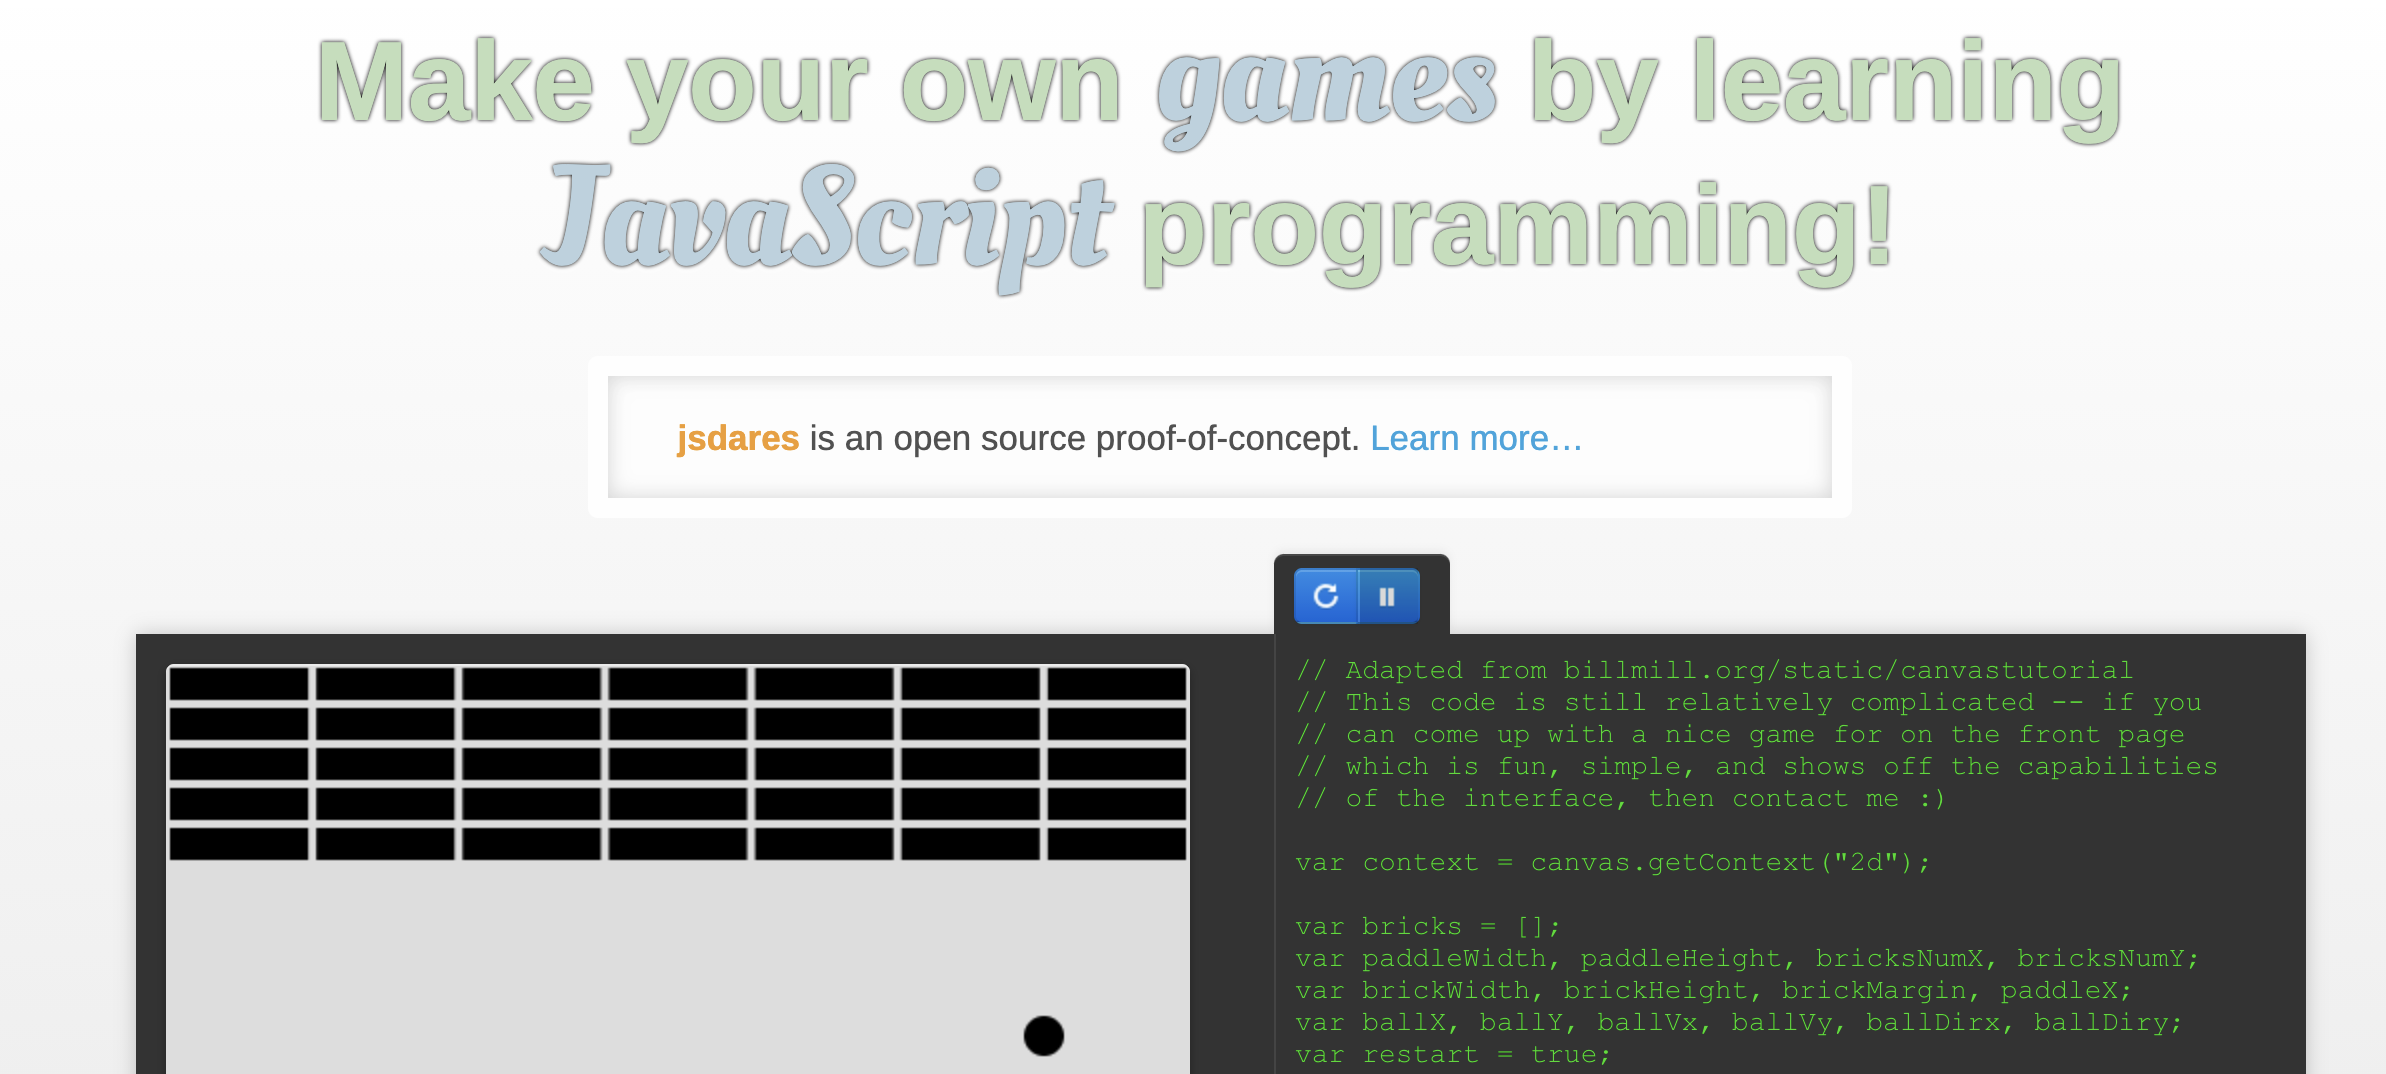 Make your own games by learning
JavaScript programming!
jsdares is an open source proof-of-concept. Learn more…
// Adapted from billmill.org/static/canvastutorial
// This code is still relatively complicated -- if you
// can come up with a nice game for on the front page
// which is fun, simple, and shows off the capabilities
// of the interface, then contact me :)
var context = canvas.getContext("2d");
var bricks = [];
var paddleWidth, paddleHeight, bricksNumX, bricksNumY;
var brickWidth, brickHeight, brickMargin, paddleX;
var ballX, ballY, ballVx, ballVy, ballDirx, ballDiry;
var restart = true;